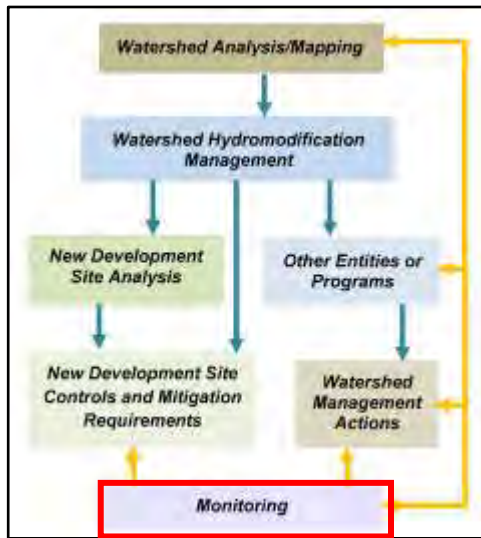 Watershed Analysis/Mapping
Watershed Hydromodification
Management
New Development
Site Analysis
Other Entities or
Programs
New Development Site
Controls and Mitigation
Requirements
Watershed
Management
Actions
Monitoring